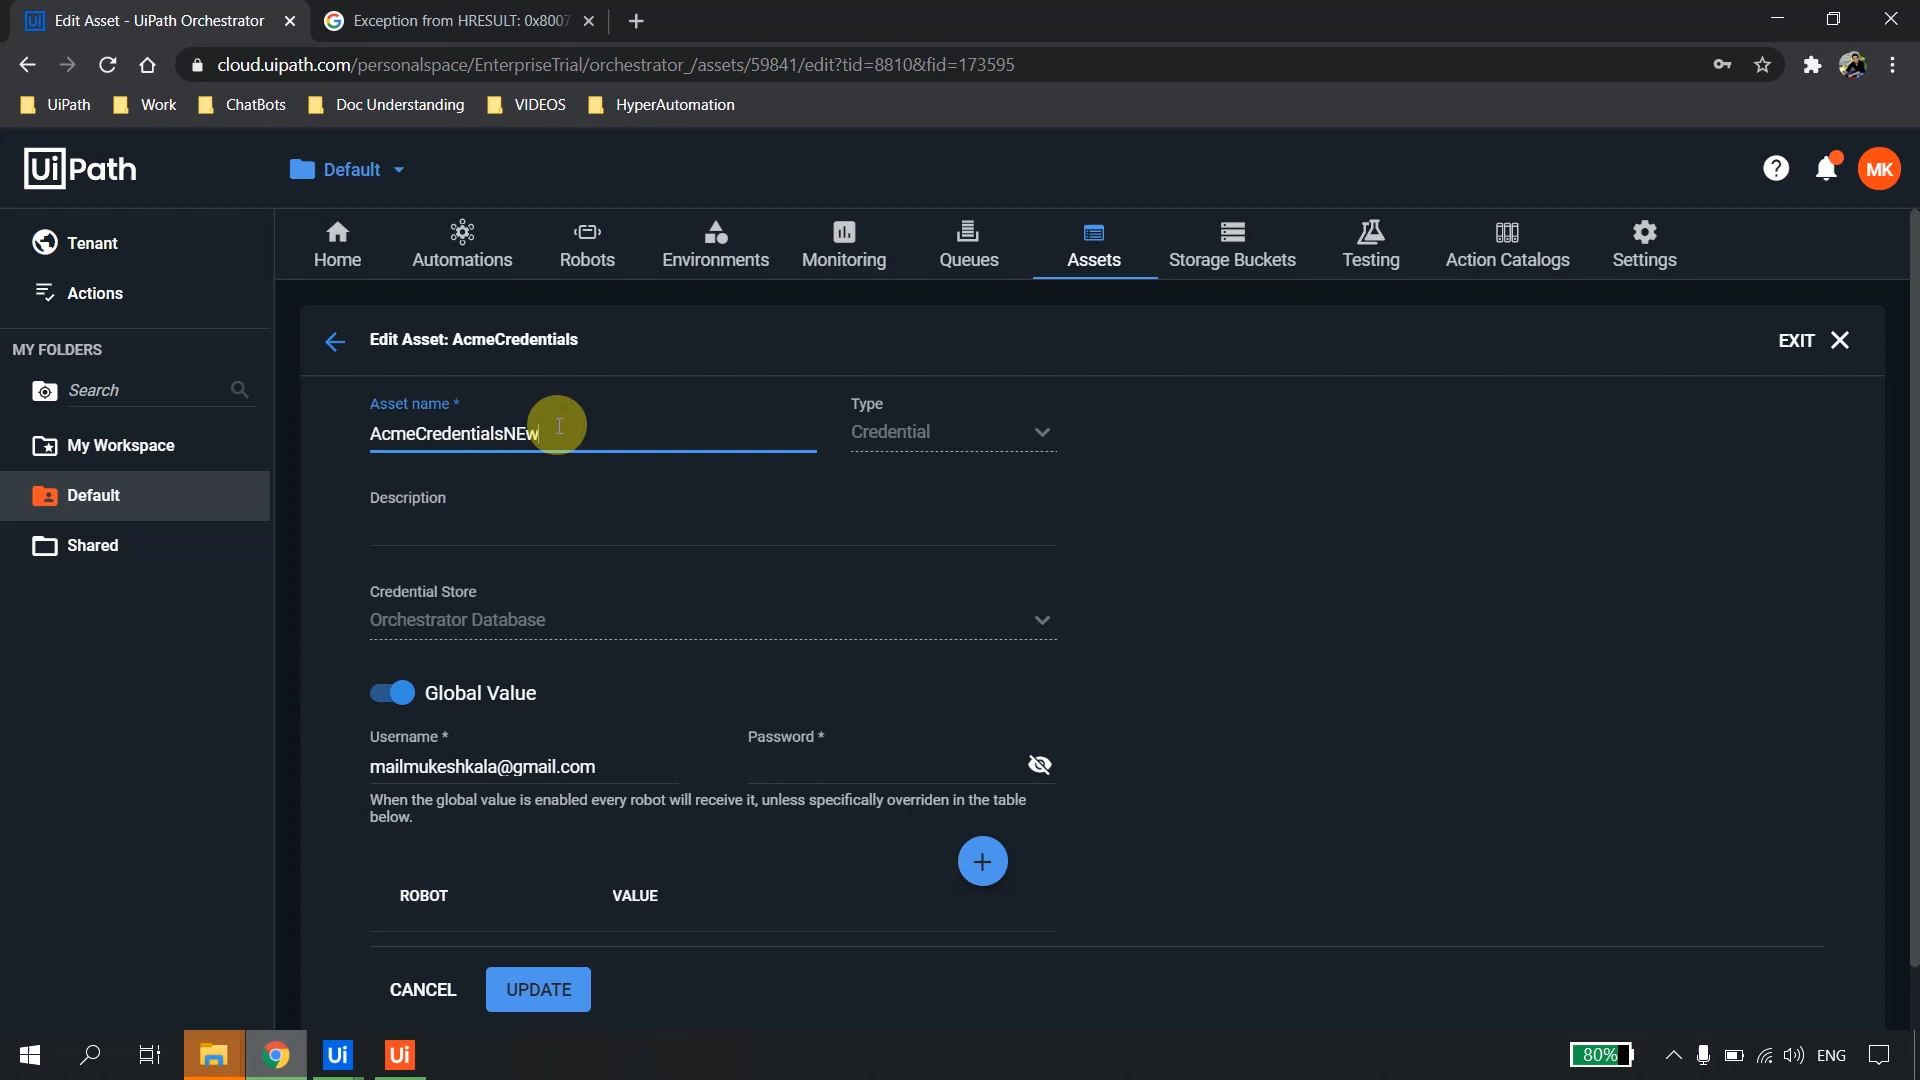 Edit Asset - UiPath Orchestrator
Exception from HRESULT: 0x8007
cloud.uipath.com/personalspace/EnterpriseTrial/orchestrator_/assets/59841/edit?tid=8810&fid=173595
UiPath Work ChatBots Doc Understanding VIDEOS HyperAutomation
UiPath
Default
MK
Tenant
Actions
MY FOLDERS
Search
My Workspace
Default
Shared
Home Automations Robots Environments Monitoring Queues Assets Storage Buckets Testing Action Catalogs Settings
Edit Asset: AcmeCredentials
EXIT
Asset name *
AcmeCredentialsNEw
Type
Credential
Description
Credential Store
Orchestrator Database
Global Value
Username *
mailmukeshkala@gmail.com
Password *
When the global value is enabled every robot will receive it, unless specifically overriden in the table
below.
ROBOT VALUE
CANCEL UPDATE
Ui Ui
80%
ENG